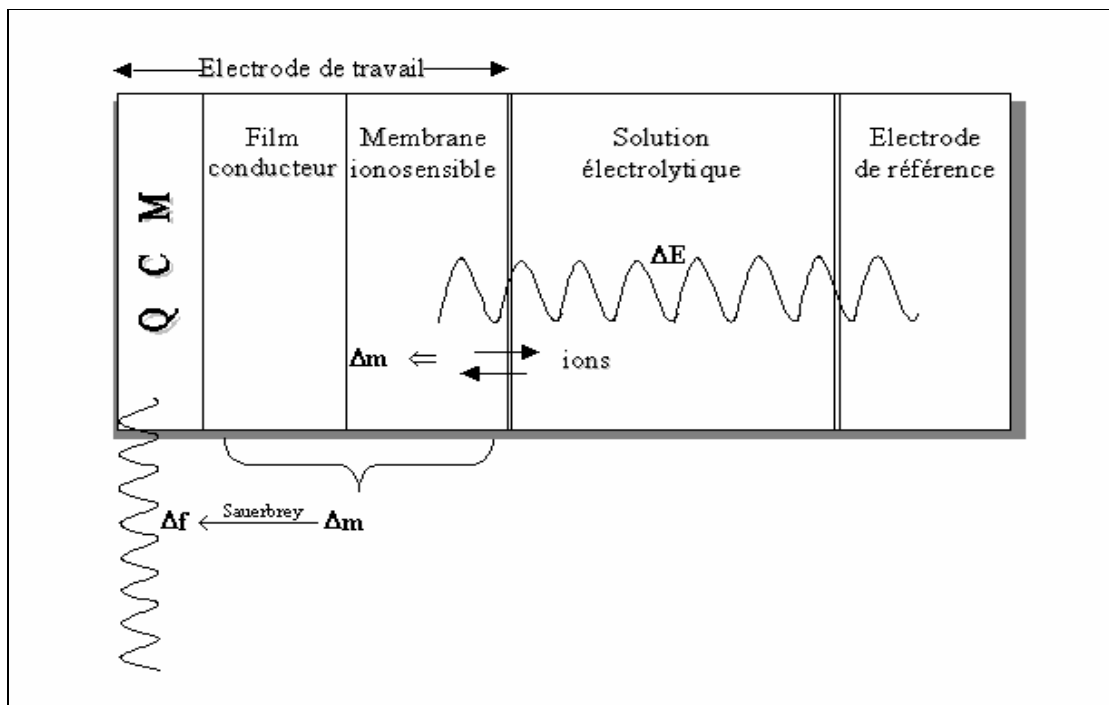 Electrode de travail
Film
conducteur
Membrane
ionosensible
Solution
électrolytique
Electrode
de référence
Q C M
ΔE
Δm ⇐
ions
Δf
Sauerbrey
Δm